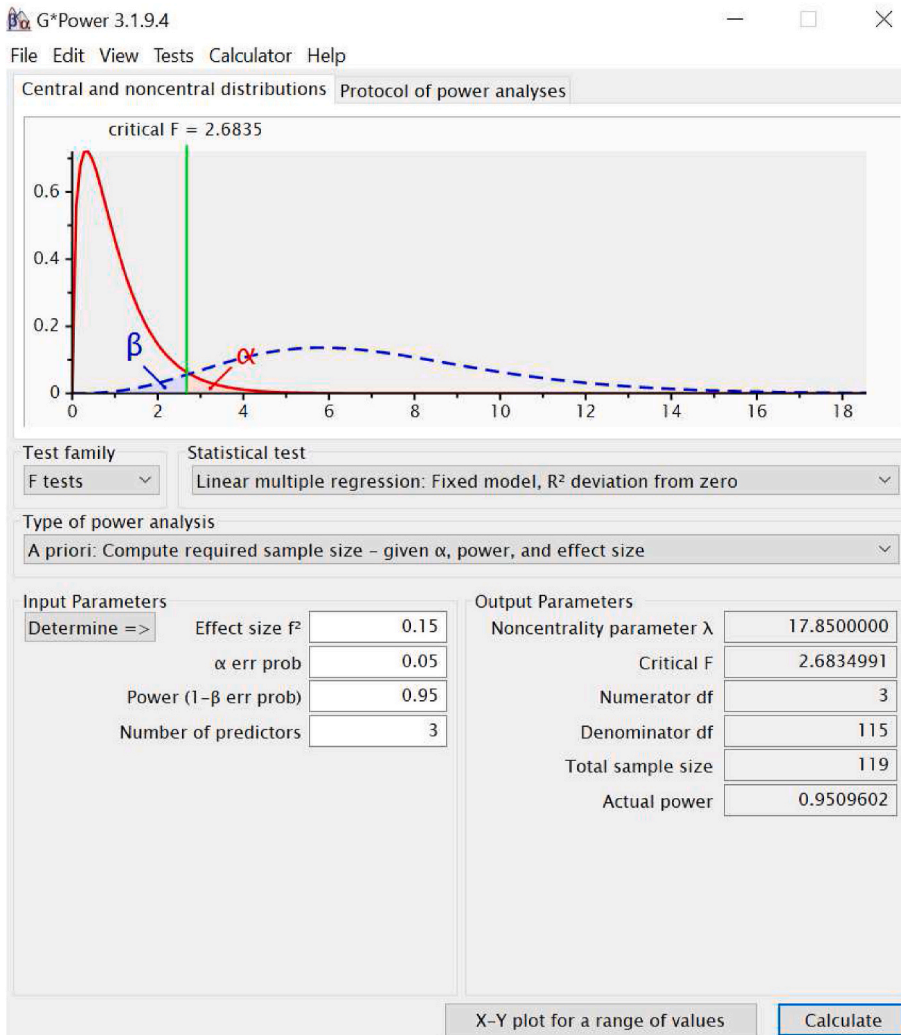 G*Power 3.1.9.4
File Edit View Tests Calculator Help
Central and noncentral distributions Protocol of power analyses
critical F = 2.6835
0.6
0.4
0.2
0
β
α
0 2 4 6 8 10 12 14 16 18
Test family Statistical test
F tests Linear multiple regression: Fixed model, R² deviation from zero
Type of power analysis
A priori: Compute required sample size – given α, power, and effect size
Input Parameters Output Parameters
Determine => Effect size f² 0.15 Noncentrality parameter λ 17.8500000
α err prob 0.05 Critical F 2.6834991
Power (1–β err prob) 0.95 Numerator df 3
Number of predictors 3 Denominator df 115
Total sample size 119
Actual power 0.9509602
X–Y plot for a range of values Calculate